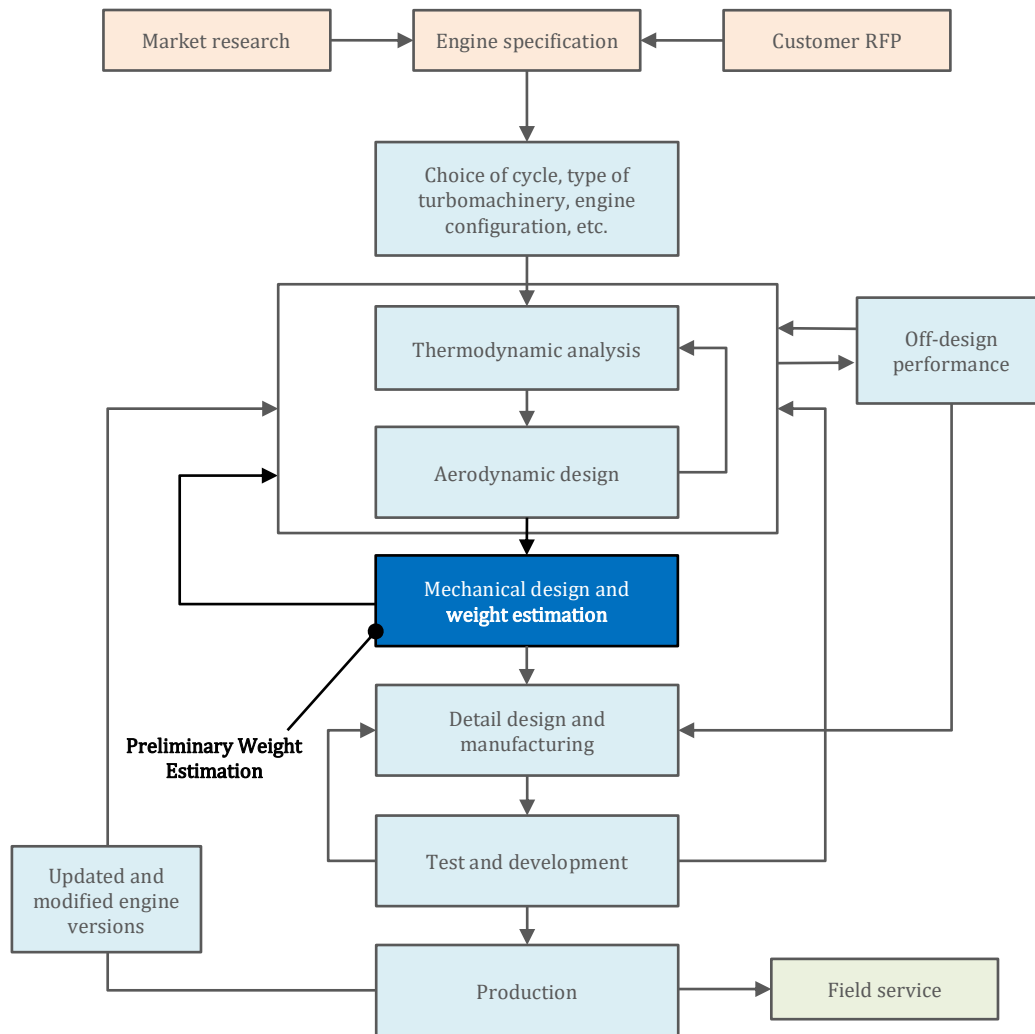 Market research
Engine specification
Customer RFP
Choice of cycle, type of
turbomachinery, engine
configuration, etc.
Thermodynamic analysis
Off-design
performance
Aerodynamic design
Mechanical design and
weight estimation
Preliminary Weight
Estimation
Detail design and
manufacturing
Test and development
Updated and
modified engine
versions
Production
Field service